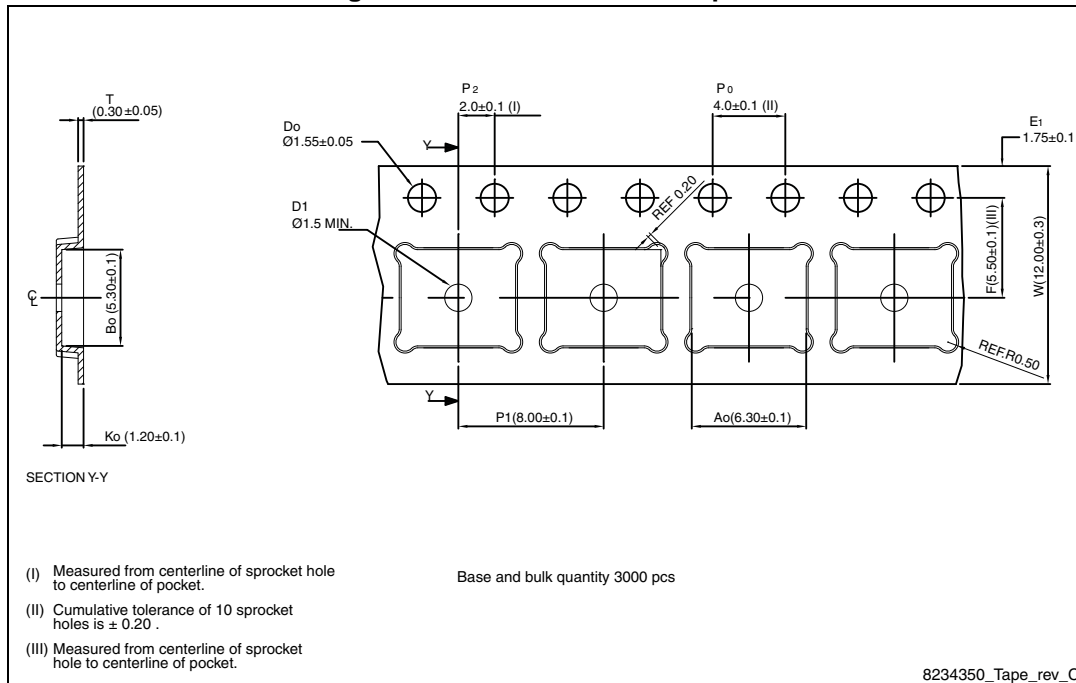 T
(0.30 ±0.05)
P2
2.0±0.1 (I)
P0
4.0±0.1 (II)
E1
1.75±0.1
Do
Ø1.55±0.05
Y
D1
Ø1.5 MIN.
REF 0.20
F(5.50±0.1)(III)
W(12.00±0.3)
CL
Bo (5.30±0.1)
REF.R0.50
Y
P1(8.00±0.1)
Ao(6.30±0.1)
Ko (1.20±0.1)
SECTION Y-Y
(I) Measured from centerline of sprocket hole
to centerline of pocket.
Base and bulk quantity 3000 pcs
(II) Cumulative tolerance of 10 sprocket
holes is ± 0.20 .
(III) Measured from centerline of sprocket
hole to centerline of pocket.
8234350_Tape_rev_C